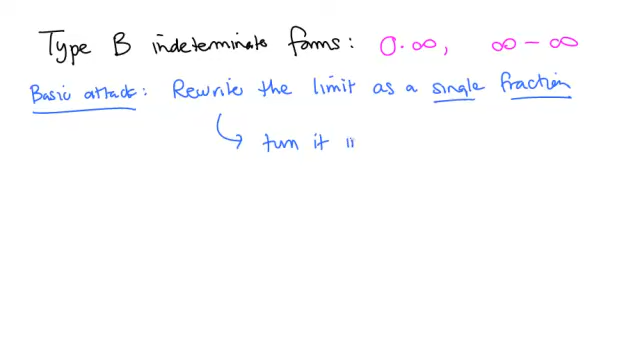 Type B indeterminate forms: 0·∞, ∞ - ∞
Basic attack: Rewrite the limit as a single fraction
turn it